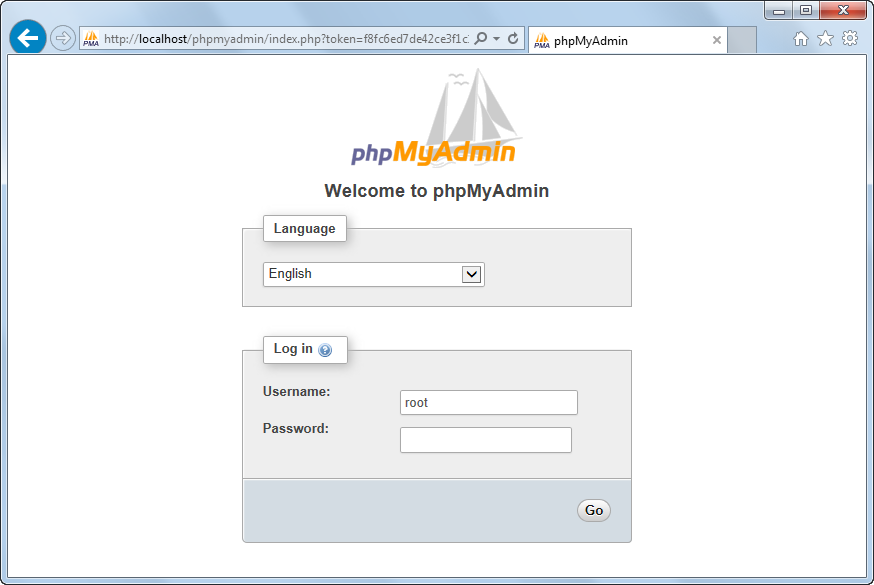 http://localhost/phpmyadmin/index.php?token=f8fc6ed7de42ce3f1c
phpMyAdmin
phpMyAdmin
Welcome to phpMyAdmin
Language
English
Log in
Username:
root
Password:
Go